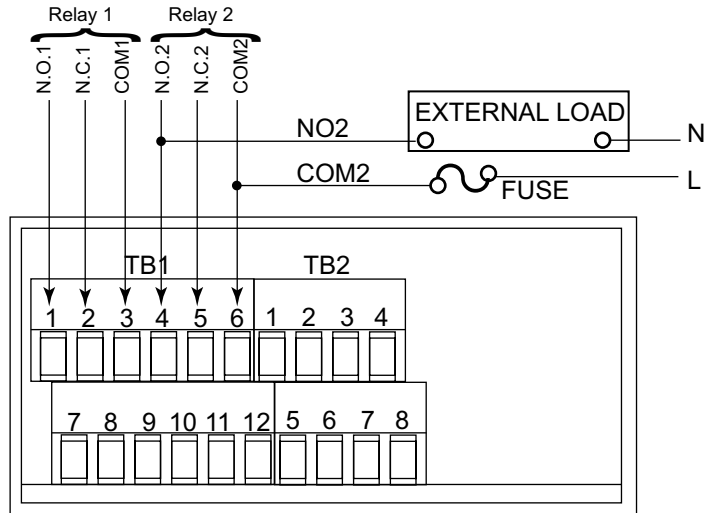 Relay 1 Relay 2
N.O.1 N.C.1 COM1 N.O.2 N.C.2 COM2
EXTERNAL LOAD
NO2
N
COM2
L
FUSE
TB1 TB2
1 2 3 4 5 6 1 2 3 4
7 8 9 10 11 12 5 6 7 8